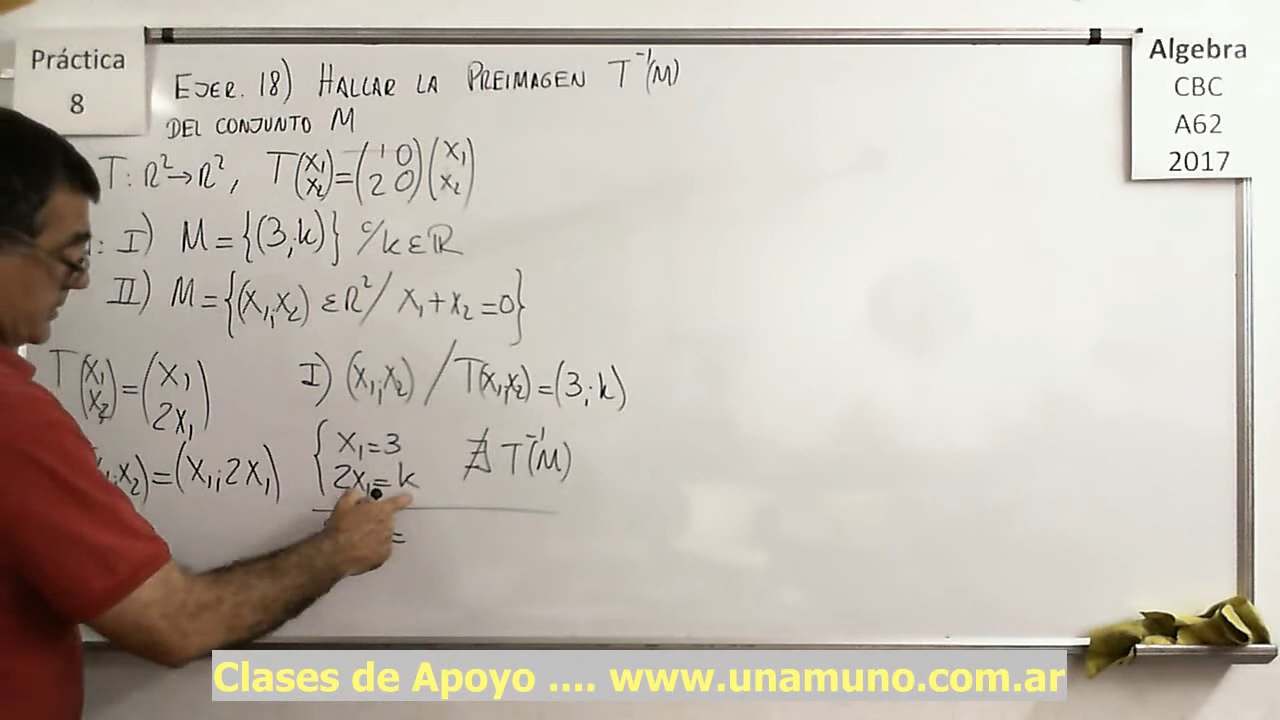 Práctica
8
Algebra
CBC
A62
2017
EJER. 18) HALLAR LA PREIMAGEN T⁻¹(M)
DEL CONJUNTO M
T: ℝ²→ℝ², T(x₁ x₂)=(1 0 2 0)(x₁ x₂)
: I) M={(3;k)} c/k∈ℝ
II) M={(x₁;x₂) ∈ℝ²/ x₁+x₂=0}
T(x₁ x₂)=(x₁ 2x₁)
I) (x₁;x₂) / T(x₁;x₂)=(3;k)
{x₁=3
2x₁=k
∄ T⁻¹(M)
;x₂)=(x₁;2x₁)
=
Clases de Apoyo .... www.unamuno.com.ar